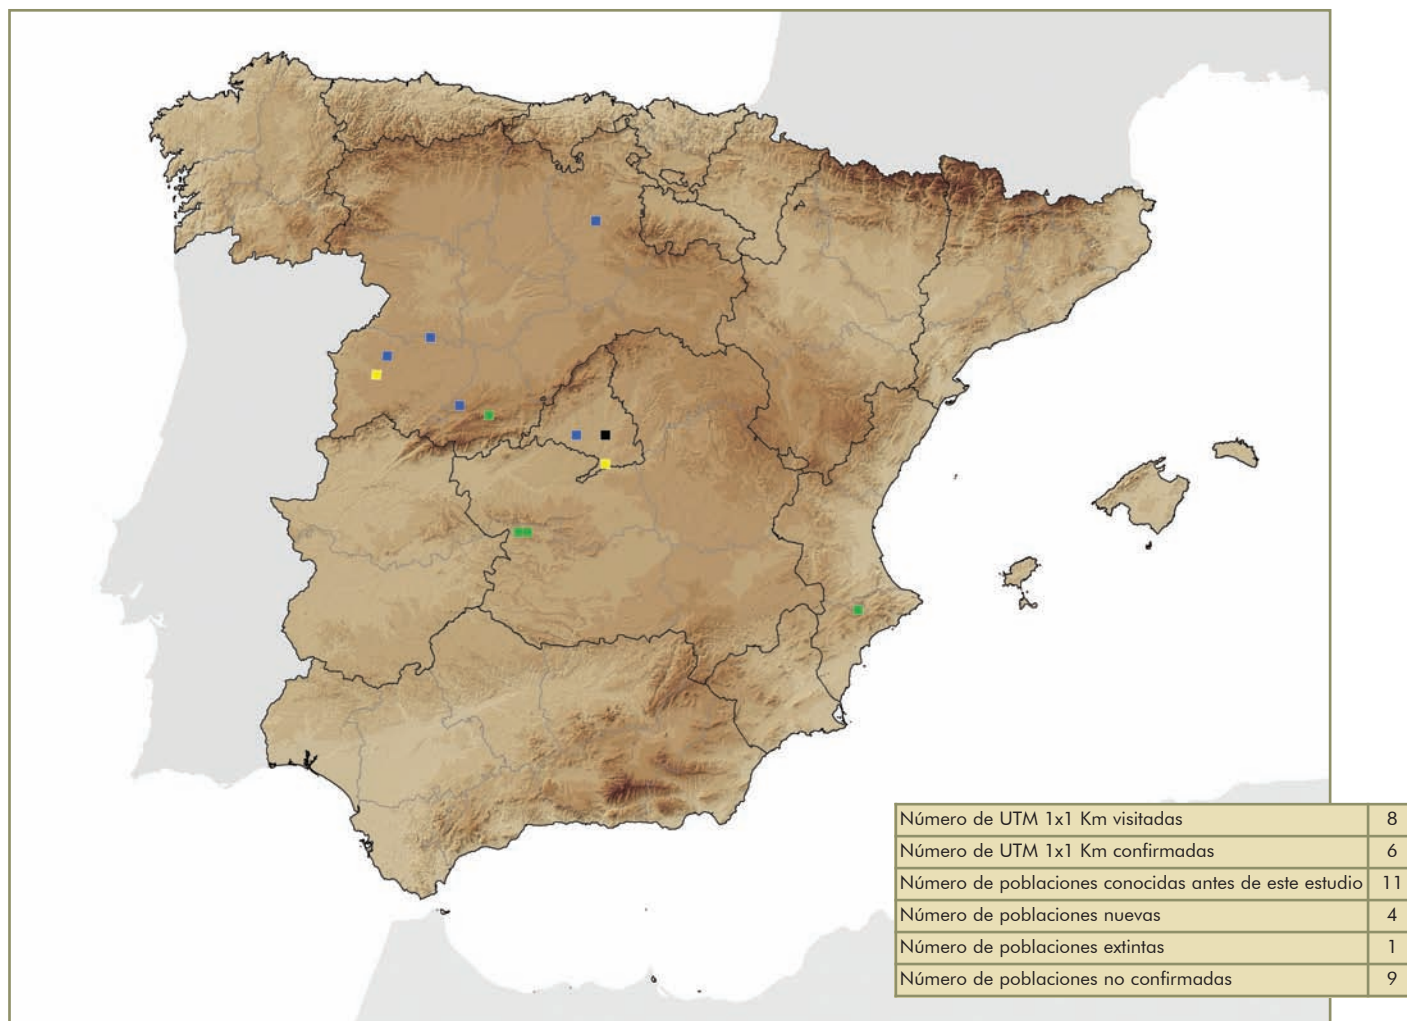 Número de UTM 1x1 Km visitadas 8
Número de UTM 1x1 Km confirmadas 6
Número de poblaciones conocidas antes de este estudio 11
Número de poblaciones nuevas 4
Número de poblaciones extintas 1
Número de poblaciones no confirmadas 9